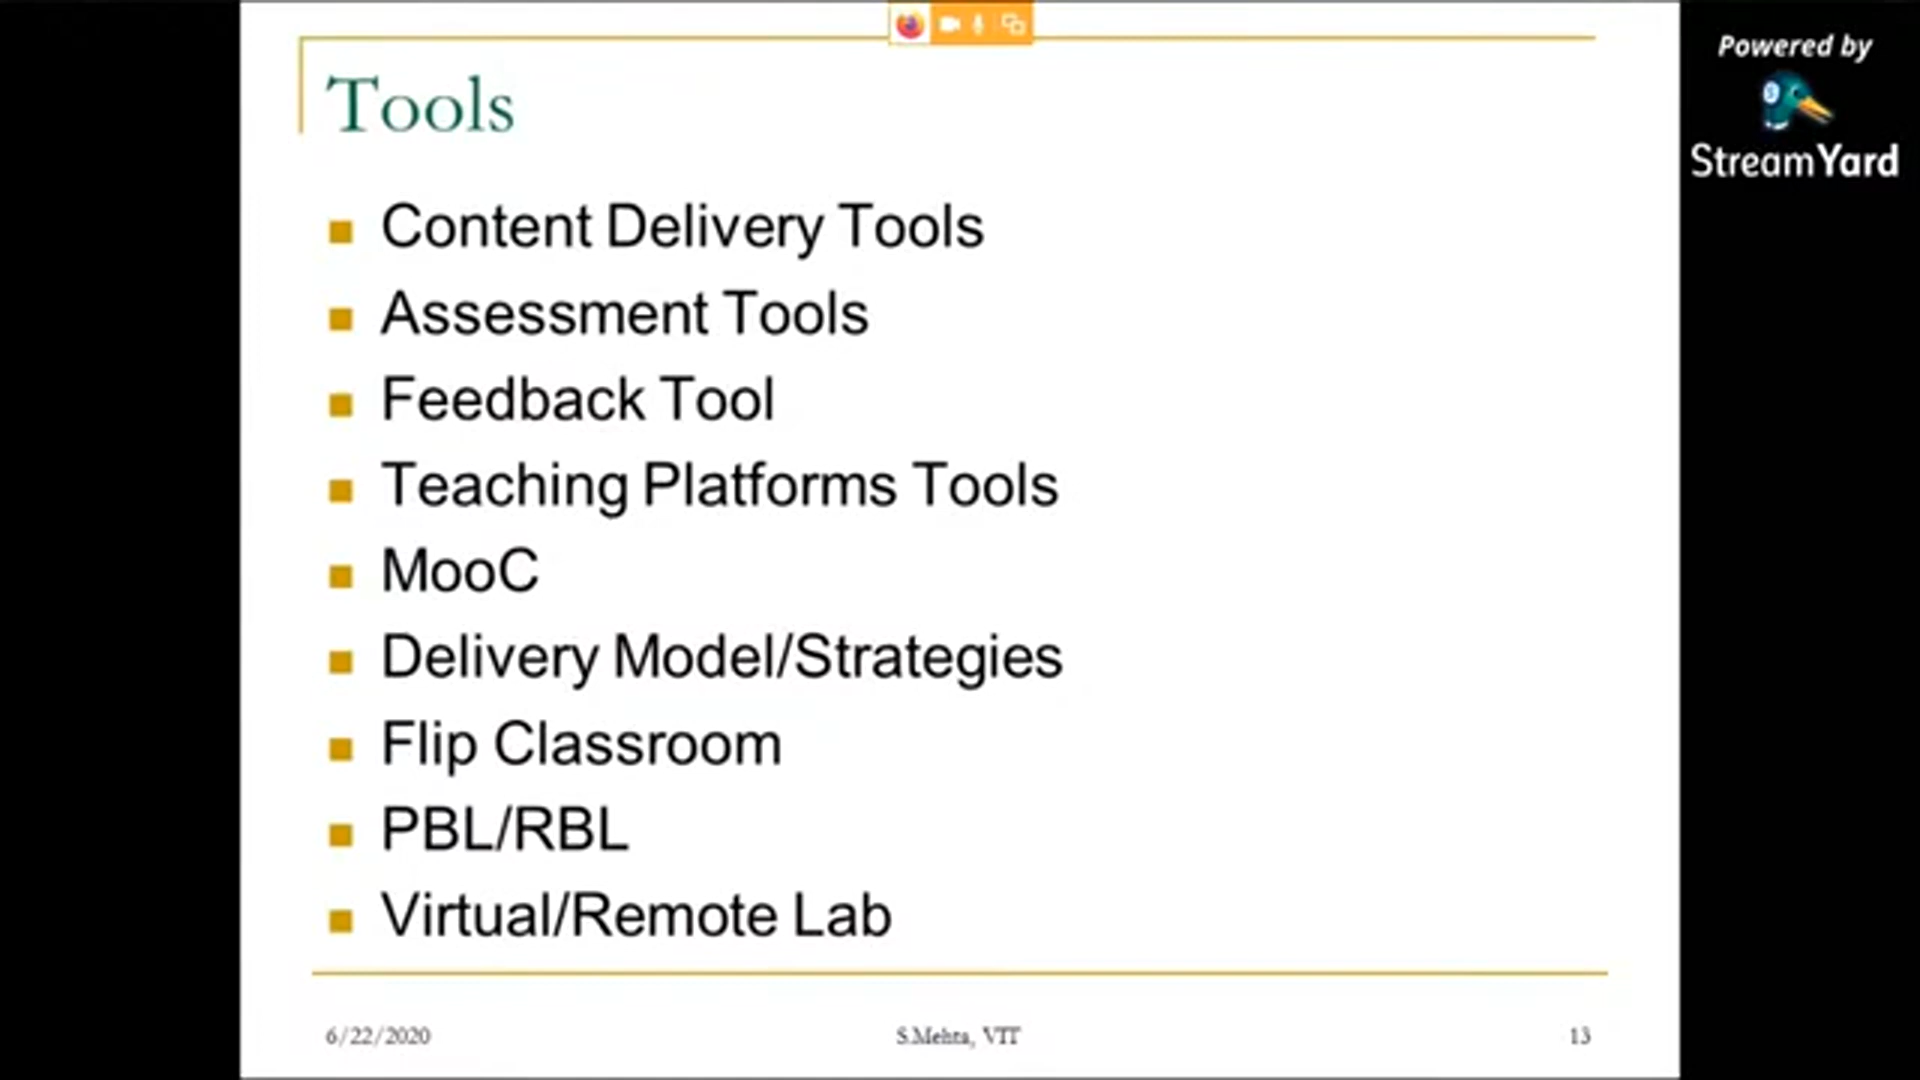 Powered by
StreamYard
Tools
Content Delivery Tools
Assessment Tools
Feedback Tool
Teaching Platforms Tools
MooC
Delivery Model/Strategies
Flip Classroom
PBL/RBL
Virtual/Remote Lab
6/22/2020
S.Mehta, VIT
13